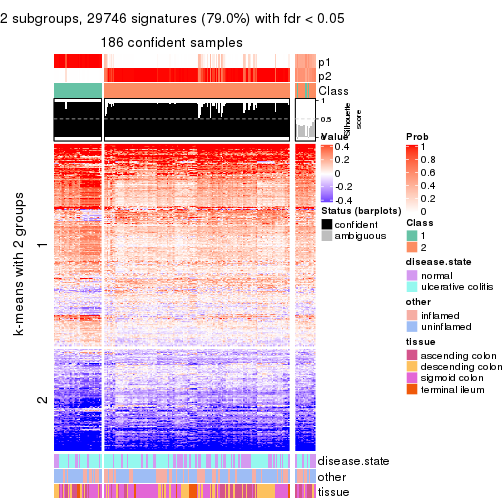 2 subgroups, 29746 signatures (79.0%) with fdr < 0.05
186 confident samples
p1
p2
Class
1
0.5
0
Silhouette
score
k-means with 2 groups
1
2
Value
0.4
0.2
0
-0.2
-0.4
Status (barplots)
confident
ambiguous
Prob
1
0.8
0.6
0.4
0.2
0
Class
1
2
disease.state
normal
ulcerative colitis
other
inflamed
uninflamed
tissue
ascending colon
descending colon
sigmoid colon
terminal ileum
disease.state
other
tissue